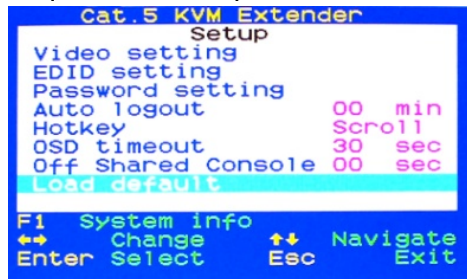 Cat.5 KVM Extender
Setup
Video setting
EDID setting
Password setting
Auto logout 00 min
Hotkey Scroll
OSD timeout 30 sec
Off Shared Console 00 sec
Load default
F1 System info
↔ Change ↕ Navigate
Enter Select Esc Exit